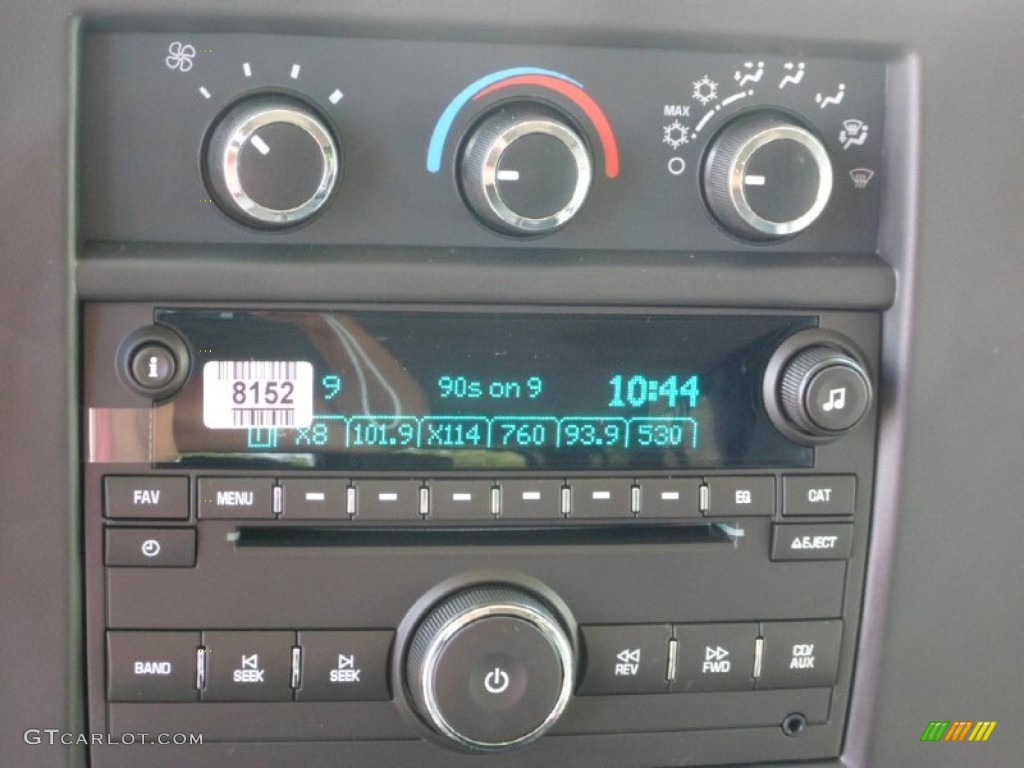 MAX
i
8152
9 90s on 9 10:44
1 X8 101.9 X114 760 93.9 530
FAV MENU EQ CAT
EJECT
BAND SEEK SEEK REV FWD CD/
AUX
GTCARLOT.COM